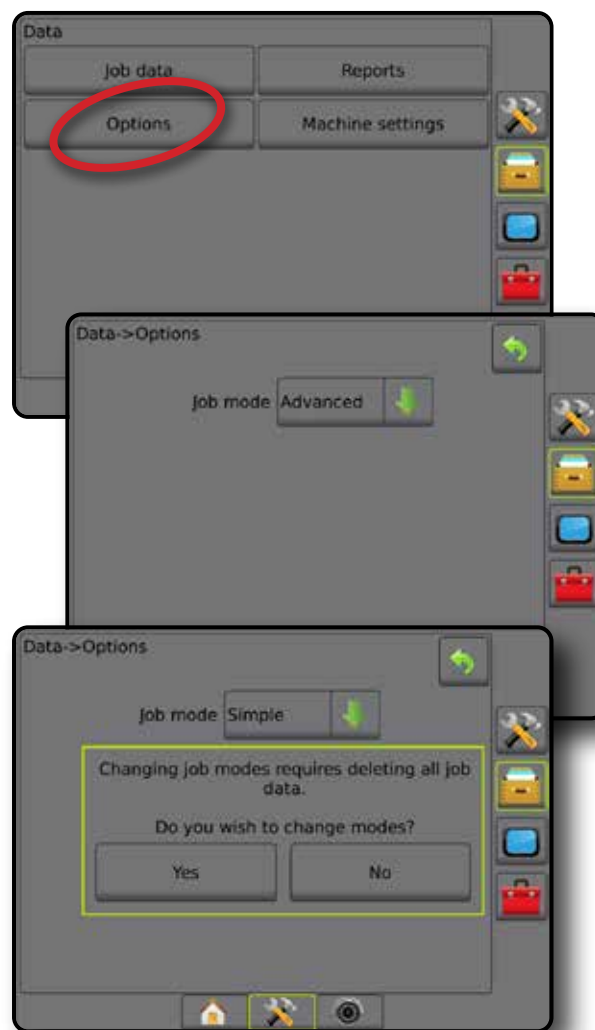 Data
Job data
Reports
Options
Machine settings
Data->Options
Job mode Advanced
Data->Options
Job mode Simple
Changing job modes requires deleting all job
data.
Do you wish to change modes?
Yes
No